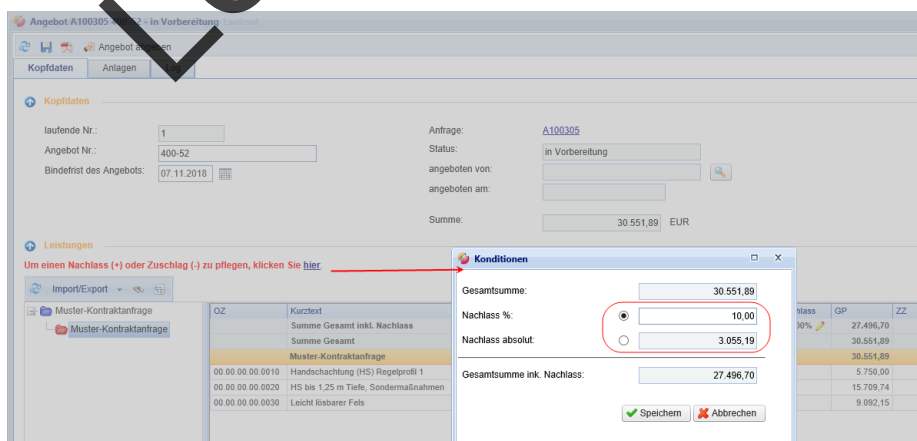 Angebot A100305 400-52 - in Vorbereitung Lastend
Angebot abgeben
Kopfdaten Anlagen Log
Kopfdaten
laufende Nr.: 1 Anfrage: A100305
Angebot Nr.: 400-52 Status: in Vorbereitung
Bindefrist des Angebots: 07.11.2018 angeboten von:
angeboten am:
Summe: 30.551,89 EUR
Leistungen
Um einen Nachlass (+) oder Zuschlag (-) zu pflegen, klicken Sie hier
Import/Export
Muster-Kontraktanfrage
Muster-Kontraktanfrage
OZ Kurztext hlass GP ZZ
Summe Gesamt inkl. Nachlass 00% 27.496,70
Summe Gesamt 30.551,89
Muster-Kontraktanfrage 30.551,89
00.00.00.00.0010 Handschachtung (HS) Regelprofil 1 5.750,00
00.00.00.00.0020 HS bis 1,25 m Tiefe, Sondermaßnahmen 15.709,74
00.00.00.00.0030 Leicht lösbarer Fels 9.092,15
Konditionen X
Gesamtsumme: 30.551,89
Nachlass %: 10,00
Nachlass absolut: 3.055,19
Gesamtsumme ink. Nachlass: 27.496,70
Speichern Abbrechen